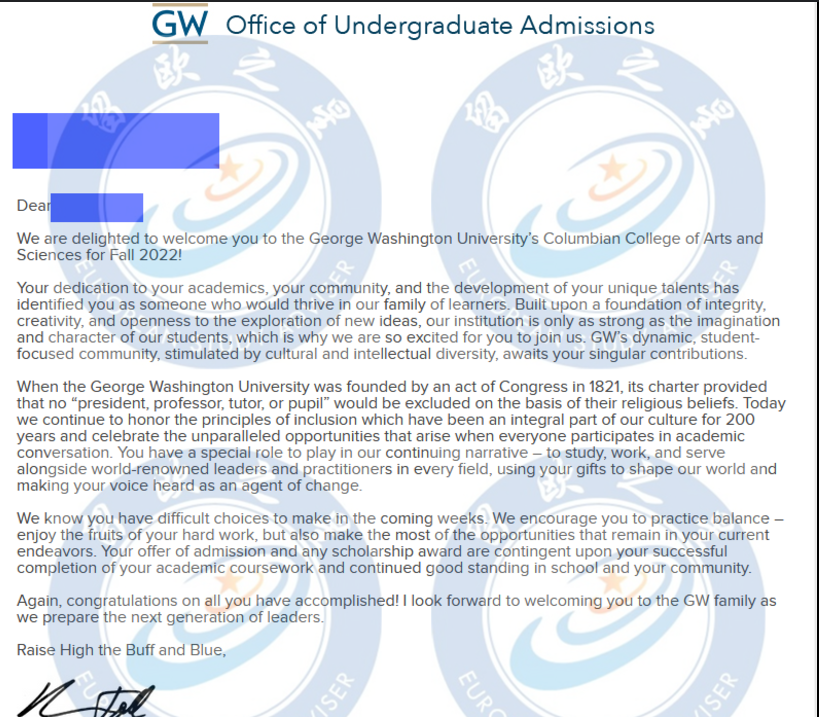 GW Office of Undergraduate Admissions
Dear
We are delighted to welcome you to the George Washington University's Columbian College of Arts and
Sciences for Fall 2022!
Your dedication to your academics, your community, and the development of your unique talents has
identified you as someone who would thrive in our family of learners. Built upon a foundation of integrity,
creativity, and openness to the exploration of new ideas, our institution is only as strong as the imagination
and character of our students, which is why we are so excited for you to join us. GW's dynamic, student-
focused community, stimulated by cultural and intellectual diversity, awaits your singular contributions.
When the George Washington University was founded by an act of Congress in 1821, its charter provided
that no “president, professor, tutor, or pupil” would be excluded on the basis of their religious beliefs. Today
we continue to honor the principles of inclusion which have been an integral part of our culture for 200
years and celebrate the unparalleled opportunities that arise when everyone participates in academic
conversation. You have a special role to play in our continuing narrative – to study, work, and serve
alongside world-renowned leaders and practitioners in every field, using your gifts to shape our world and
making your voice heard as an agent of change.
We know you have difficult choices to make in the coming weeks. We encourage you to practice balance –
enjoy the fruits of your hard work, but also make the most of the opportunities that remain in your current
endeavors. Your offer of admission and any scholarship award are contingent upon your successful
completion of your academic coursework and continued good standing in school and your community.
Again, congratulations on all you have accomplished! I look forward to welcoming you to the GW family as
we prepare the next generation of leaders.
Raise High the Buff and Blue,